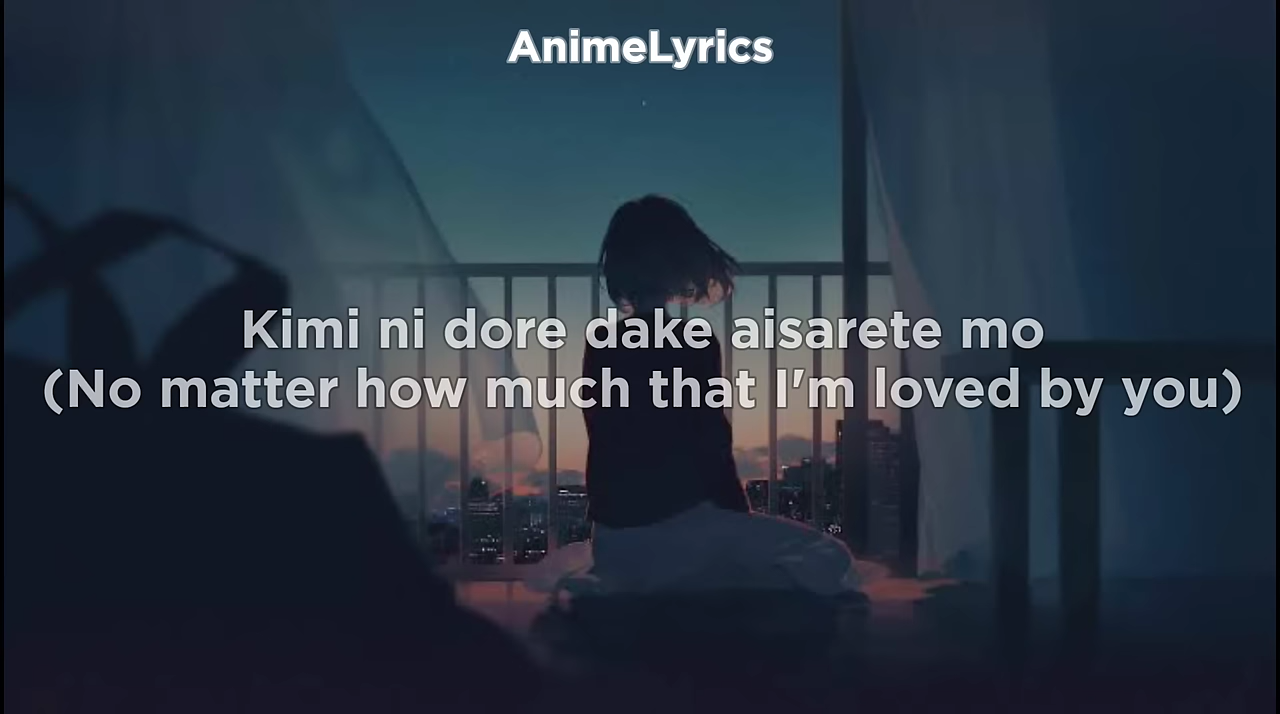 AnimeLyrics
Kimi ni dore dake aisarete mo
(No matter how much that I'm loved by you)